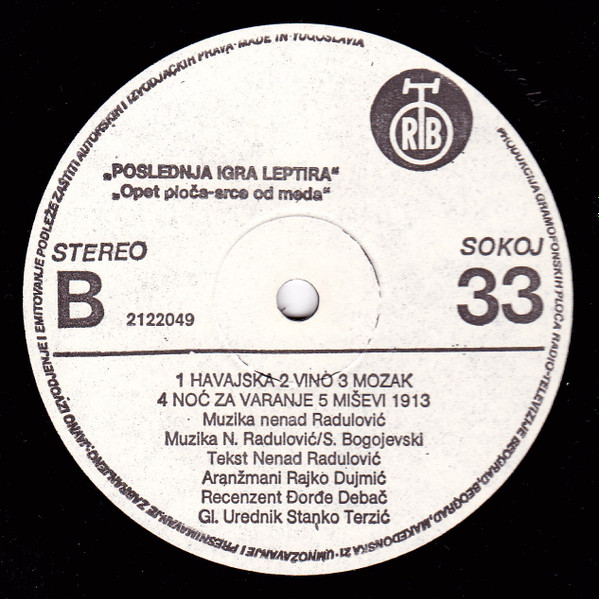 PRODUKCIJA GRAMOFONSKIH PLOČA RADIO-TELEVIZIJE BEOGRAD, BEOGRAD, MAKEDONSKA 21 · UMNOŽAVANJE I PRESNIMAVANJE ZABRANJENO · JAVNO IZVODJENJE I EMITOVANJE PODLEŽE ZAŠTITI AUTORSKIH I IZVODJAČKIH PRAVA · MADE IN YUGOSLAVIA
RTB
„POSLEDNJA IGRA LEPTIRA“
„Opet ploča-srce od meda“
STEREO
SOKOJ
B
2122049
33
1 HAVAJSKA 2 VINO 3 MOZAK
4 NOĆ ZA VARANJE 5 MIŠEVI 1913
Muzika nenad Radulović
Muzika N. Radulović/S. Bogojevski
Tekst Nenad Radulović
Aranžmani Rajko Dujmić
Recenzent Đorđe Debač
Gl. Urednik Stanko Terzić